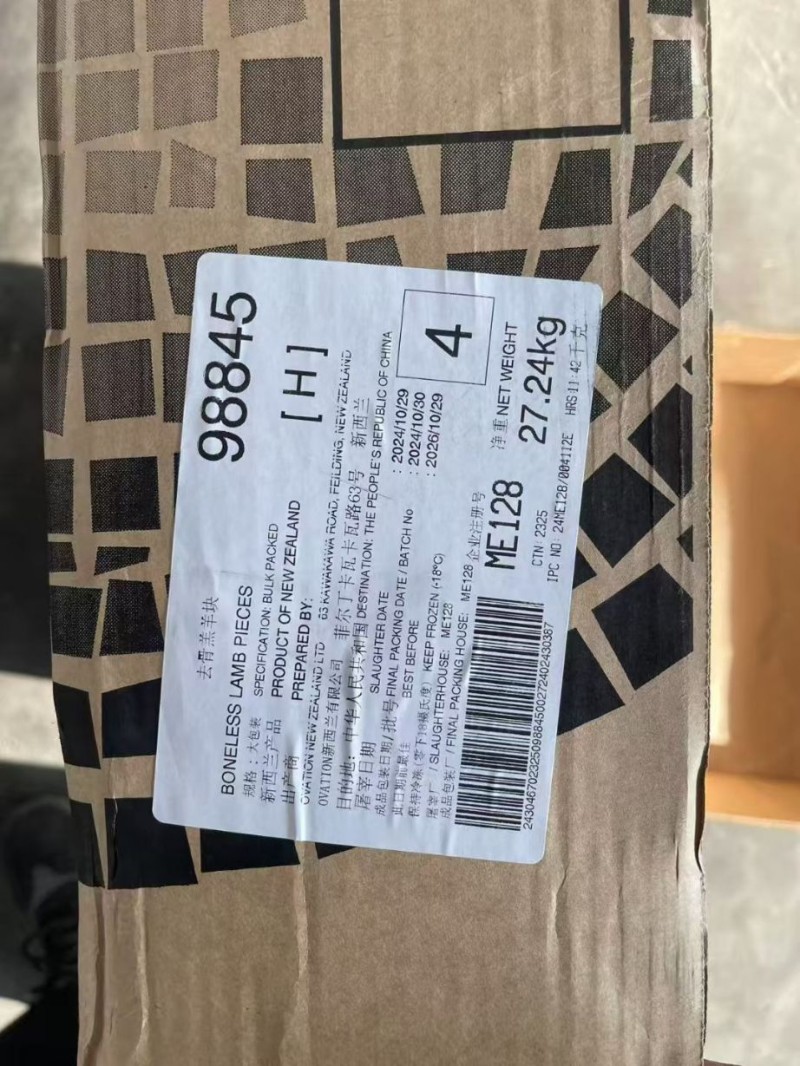 98845
去骨羔羊块
BONELESS LAMB PIECES
[ H ]
规格：大包装 SPECIFICATION: BULK PACKED
新西兰产品 PRODUCT OF NEW ZEALAND
出产商 PREPARED BY:
OVATION NEW ZEALAND LTD 63 KAWAKAWA ROAD, FEILDING, NEW ZEALAND
OVATION新西兰有限公司 菲尔丁卡瓦卡瓦路63号 新西兰
目的地：中华人民共和国 DESTINATION: THE PEOPLE'S REPUBLIC OF CHINA
屠宰日期 SLAUGHTER DATE : 2024/10/29
成品包装日期/批号 FINAL PACKING DATE / BATCH No : 2024/10/30
此日期前最佳 BEST BEFORE : 2026/10/29
4
保持冷冻(零下18摄氏度) KEEP FROZEN (-18°C)
屠宰厂 / SLAUGHTERHOUSE: ME128
成品包装厂 / FINAL PACKING HOUSE: ME128 企业注册号
ME128
净重 NET WEIGHT
27.24kg
千克
CTN: 2325
IPC NO: 24ME128/004112E HRS11:42
24304670232509884500272402430387